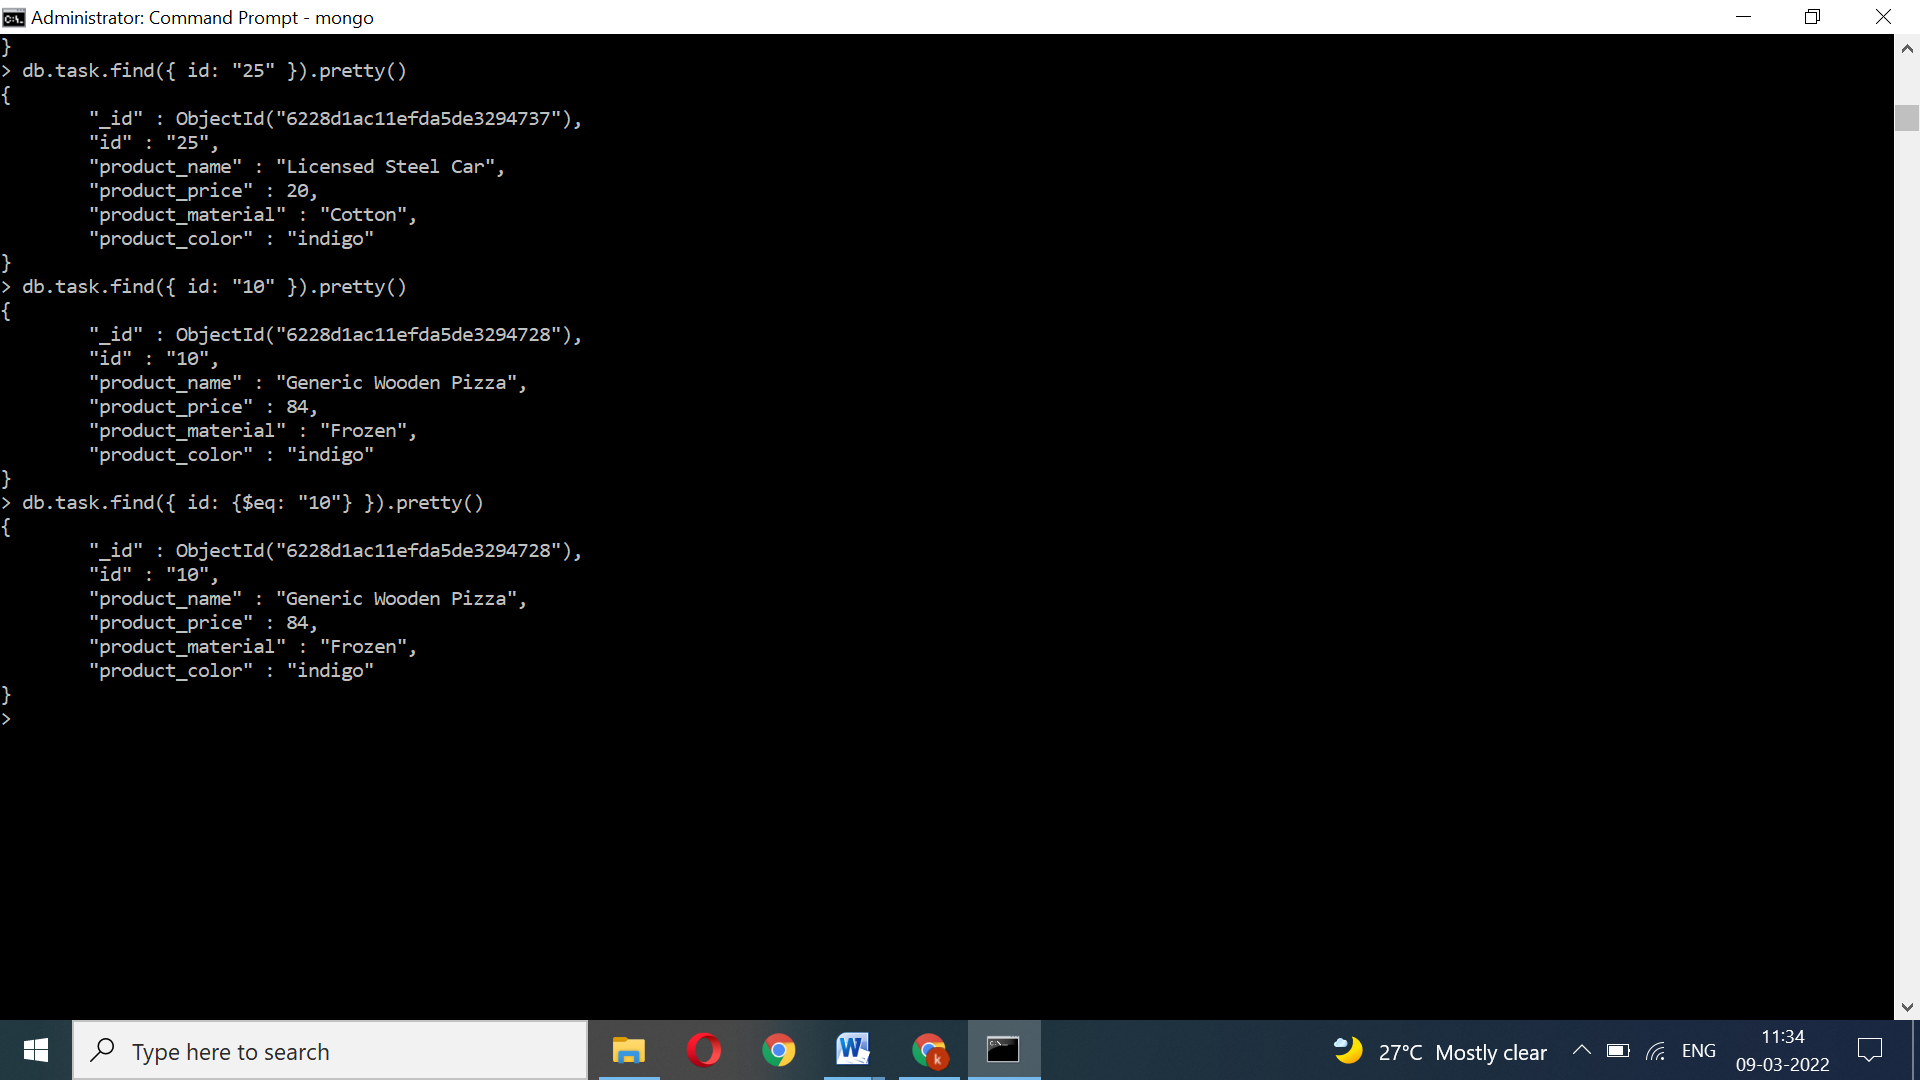 Administrator: Command Prompt - mongo
}
> db.task.find({ id: "25" }).pretty()
{
        "_id" : ObjectId("6228d1ac11efda5de3294737"),
        "id" : "25",
        "product_name" : "Licensed Steel Car",
        "product_price" : 20,
        "product_material" : "Cotton",
        "product_color" : "indigo"
}
> db.task.find({ id: "10" }).pretty()
{
        "_id" : ObjectId("6228d1ac11efda5de3294728"),
        "id" : "10",
        "product_name" : "Generic Wooden Pizza",
        "product_price" : 84,
        "product_material" : "Frozen",
        "product_color" : "indigo"
}
> db.task.find({ id: {$eq: "10"} }).pretty()
{
        "_id" : ObjectId("6228d1ac11efda5de3294728"),
        "id" : "10",
        "product_name" : "Generic Wooden Pizza",
        "product_price" : 84,
        "product_material" : "Frozen",
        "product_color" : "indigo"
}
>
Type here to search
27°C Mostly clear
ENG
11:34
09-03-2022